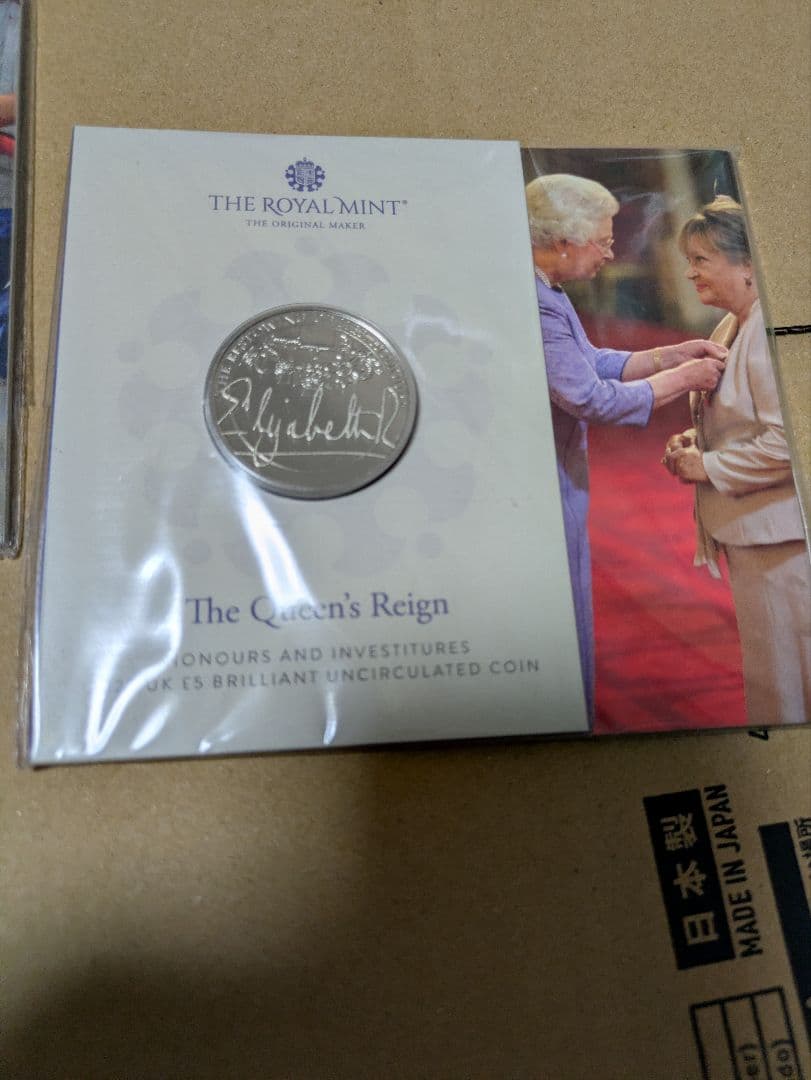 THE ROYAL MINT®
THE ORIGINAL MAKER
Elizabeth R
The Queen's Reign
HONOURS AND INVESTITURES
UK £5 BRILLIANT UNCIRCULATED COIN
日本製
MADE IN JAPAN